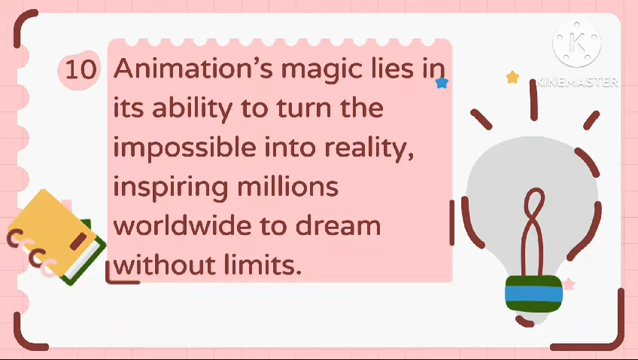 10
Animation's magic lies in
its ability to turn the
impossible into reality,
inspiring millions
worldwide to dream
without limits.
K
KINEMASTER